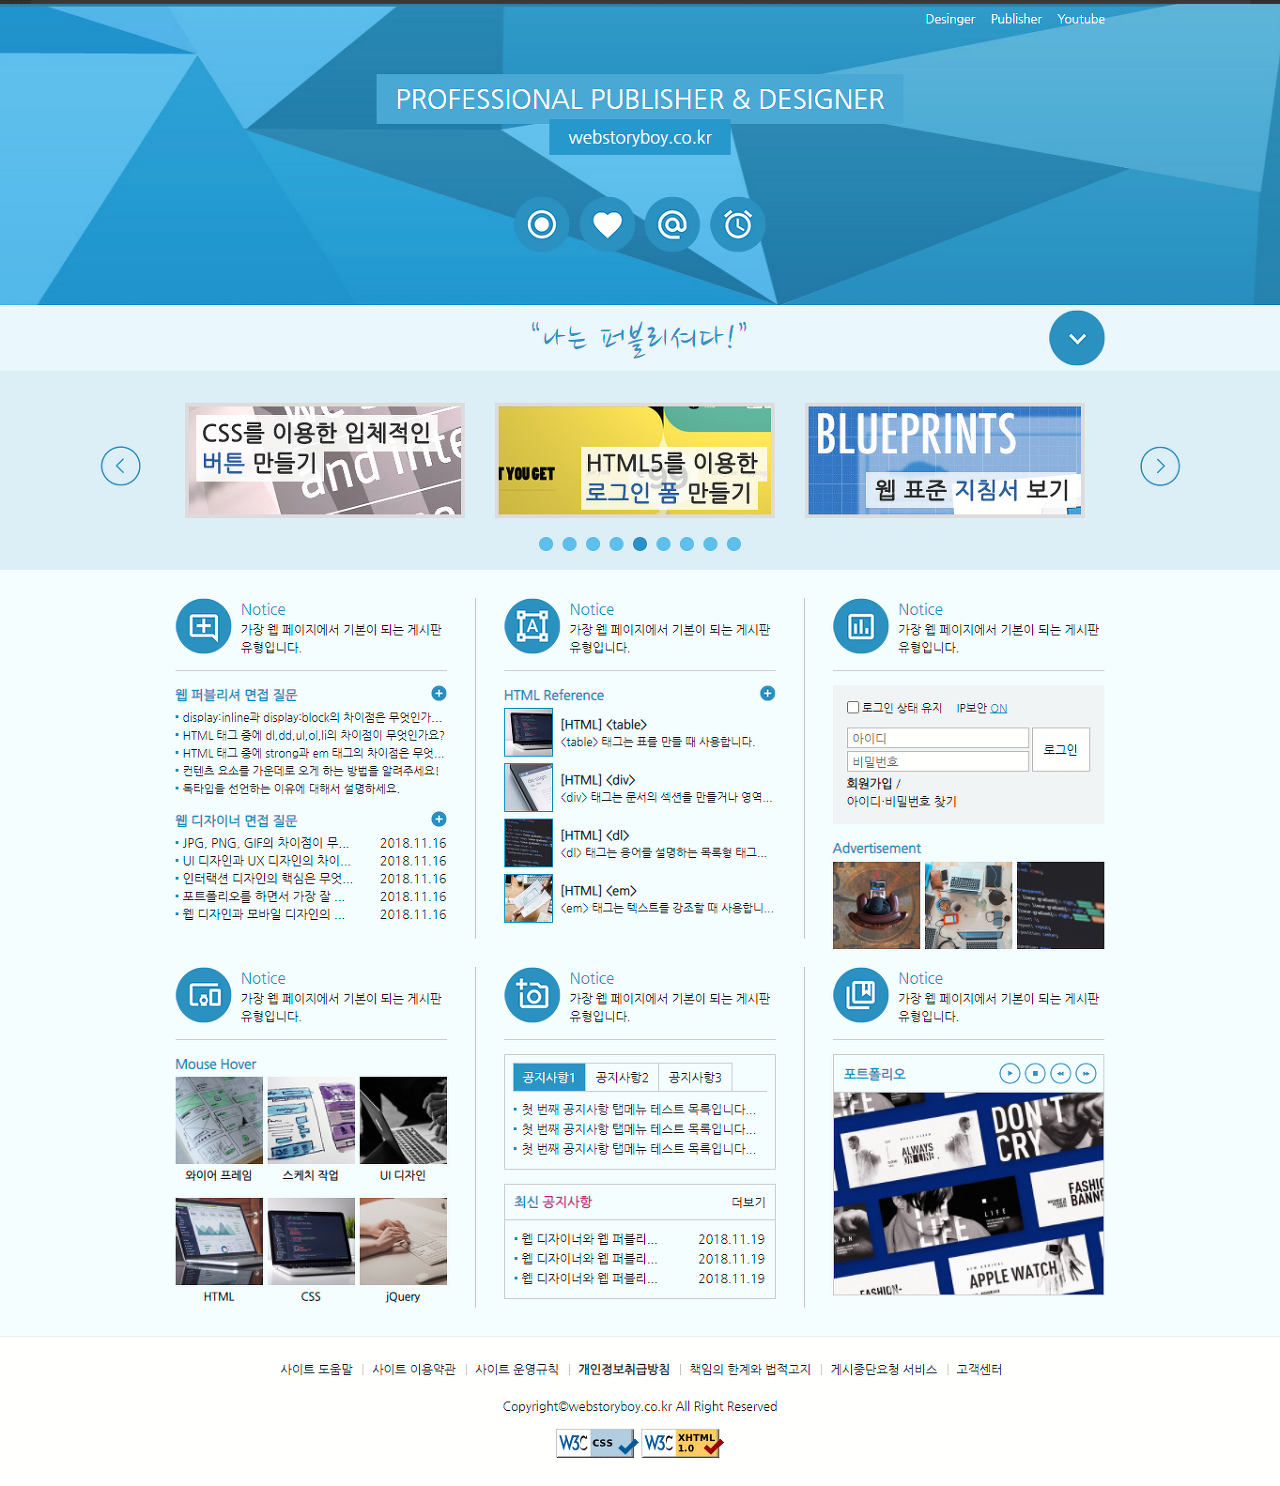 Desinger Publisher Youtube
PROFESSIONAL PUBLISHER & DESIGNER
webstoryboy.co.kr
“나는 퍼블리셔다!”
CSS를 이용한 입체적인
버튼 만들기
and inte
T YOU GET
HTML5를 이용한
로그인 폼 만들기
BLUEPRINTS
웹 표준 지침서 보기
Notice
가장 웹 페이지에서 기본이 되는 게시판
유형입니다.
웹 퍼블리셔 면접 질문
display:inline과 display:block의 차이점은 무엇인가...
HTML 태그 중에 dl,dd,ul,ol,li의 차이점이 무엇인가요?
HTML 태그 중에 strong과 em 태그의 차이점은 무엇...
컨텐츠 요소를 가운데로 오게 하는 방법을 알려주세요!
독타입을 선언하는 이유에 대해서 설명하세요.
웹 디자이너 면접 질문
JPG, PNG, GIF의 차이점이 무... 2018.11.16
UI 디자인과 UX 디자인의 차이... 2018.11.16
인터랙션 디자인의 핵심은 무엇... 2018.11.16
포트폴리오를 하면서 가장 잘 ... 2018.11.16
웹 디자인과 모바일 디자인의 ... 2018.11.16
Notice
가장 웹 페이지에서 기본이 되는 게시판
유형입니다.
HTML Reference
[HTML] <table>
<table> 태그는 표를 만들 때 사용합니다.
[HTML] <div>
<div> 태그는 문서의 섹션을 만들거나 영역...
[HTML] <dl>
<dl> 태그는 용어를 설명하는 목록형 태그...
[HTML] <em>
<em> 태그는 텍스트를 강조할 때 사용합니...
Notice
가장 웹 페이지에서 기본이 되는 게시판
유형입니다.
로그인 상태 유지 IP보안 ON
아이디
비밀번호
로그인
회원가입 /
아이디·비밀번호 찾기
Advertisement
Notice
가장 웹 페이지에서 기본이 되는 게시판
유형입니다.
Mouse Hover
와이어 프레임 스케치 작업 UI 디자인
HTML CSS jQuery
Notice
가장 웹 페이지에서 기본이 되는 게시판
유형입니다.
공지사항1 공지사항2 공지사항3
첫 번째 공지사항 탭메뉴 테스트 목록입니다...
첫 번째 공지사항 탭메뉴 테스트 목록입니다...
첫 번째 공지사항 탭메뉴 테스트 목록입니다...
최신 공지사항 더보기
웹 디자이너와 웹 퍼블리... 2018.11.19
웹 디자이너와 웹 퍼블리... 2018.11.19
웹 디자이너와 웹 퍼블리... 2018.11.19
Notice
가장 웹 페이지에서 기본이 되는 게시판
유형입니다.
포트폴리오
DON'T
CRY
ALWAYS
LIFE
APPLE WATCH
사이트 도움말 사이트 이용약관 사이트 운영규칙 개인정보취급방침 책임의 한계와 법적고지 게시중단요청 서비스 고객센터
Copyright©webstoryboy.co.kr All Right Reserved
W3C css W3C XHTML 1.0